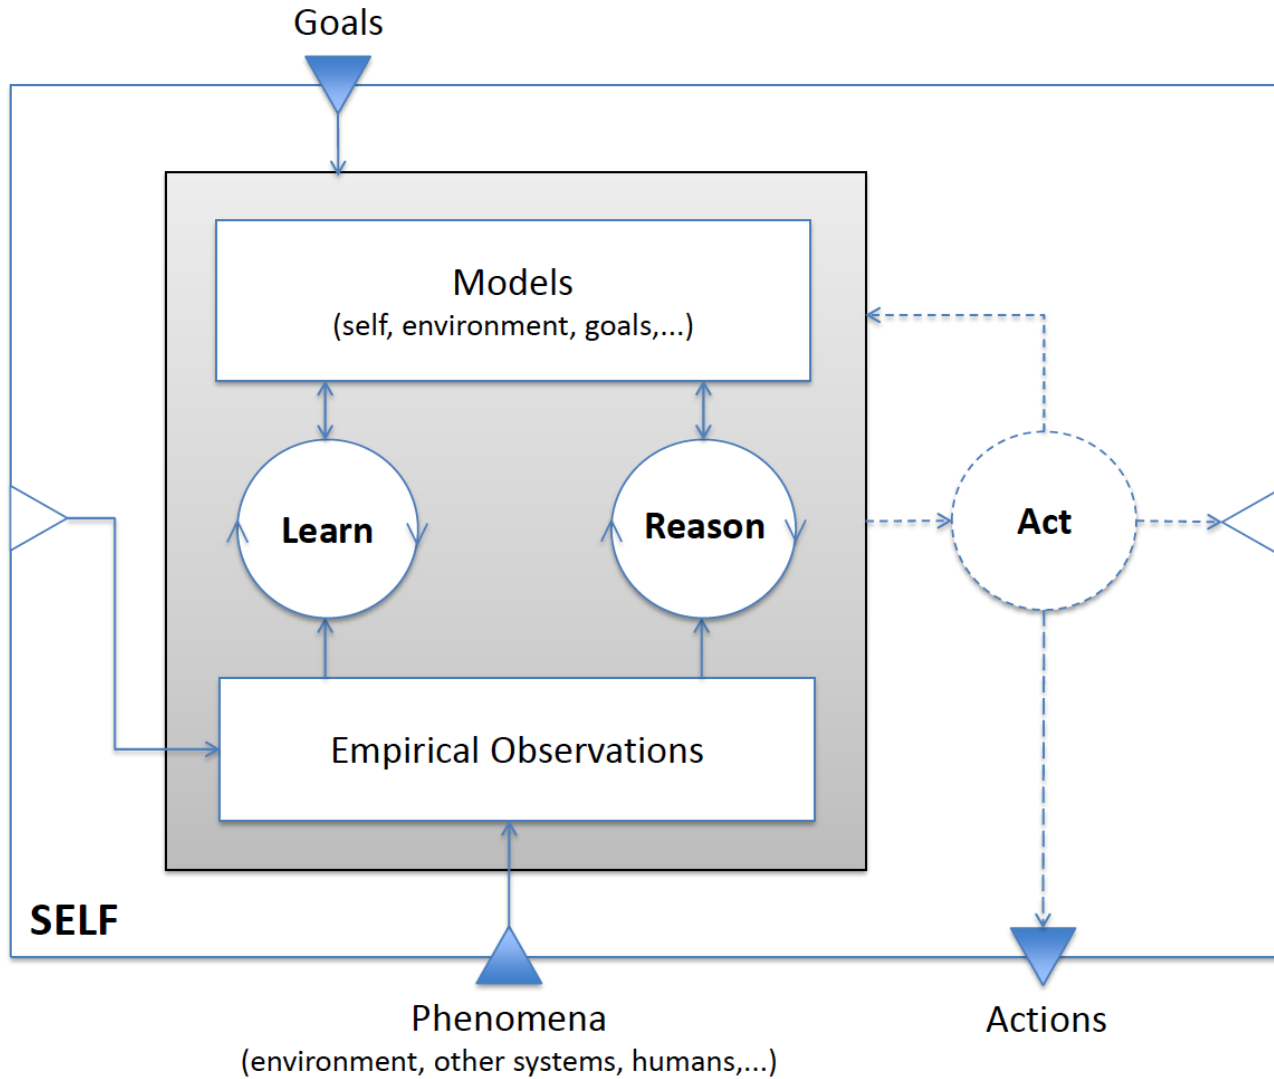 Goals
Models
(self, environment, goals,...)
Learn
Reason
Act
Empirical Observations
SELF
Phenomena
(environment, other systems, humans,...)
Actions